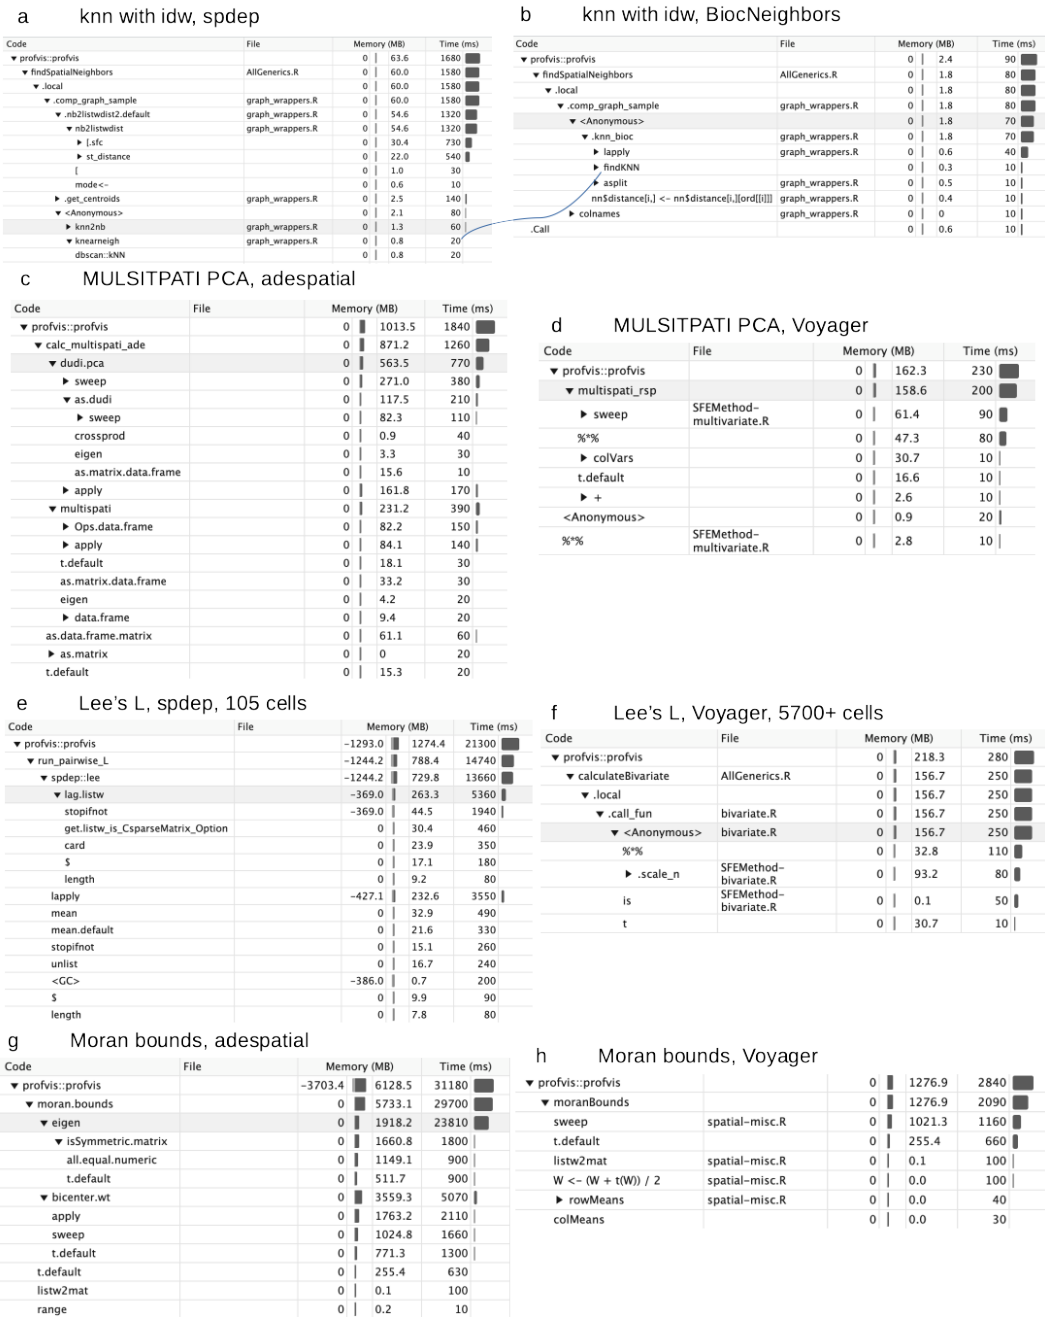 a knn with idw, spdep
Code File Memory (MB) Time (ms)
▼ profvis::profvis 0 63.6 1680
▼ findSpatialNeighbors AllGenerics.R 0 60.0 1580
▼ .local 0 60.0 1580
▼ .comp_graph_sample graph_wrappers.R 0 60.0 1580
▼ .nb2listwdist2.default graph_wrappers.R 0 54.6 1320
▼ nb2listwdist graph_wrappers.R 0 54.6 1320
▶ [.sfc 0 30.4 730
▶ st_distance 0 22.0 540
[ 0 1.0 30
mode<- 0 0.6 10
▶ .get_centroids graph_wrappers.R 0 2.5 140
▼ <Anonymous> 0 2.1 80
▶ knn2nb graph_wrappers.R 0 1.3 60
▼ knearneigh graph_wrappers.R 0 0.8 20
dbscan::kNN 0 0.8 20
b knn with idw, BiocNeighbors
Code File Memory (MB) Time (ms)
▼ profvis::profvis 0 2.4 90
▼ findSpatialNeighbors AllGenerics.R 0 1.8 80
▼ .local 0 1.8 80
▼ .comp_graph_sample graph_wrappers.R 0 1.8 80
▼ <Anonymous> 0 1.8 70
▼ .knn_bioc graph_wrappers.R 0 1.8 70
▶ lapply graph_wrappers.R 0 0.6 40
▶ findKNN 0 0.3 10
▶ asplit graph_wrappers.R 0 0.5 10
nn$distance[i,] <- nn$distance[i,][ord[[i]]] graph_wrappers.R 0 0.4 10
▶ colnames graph_wrappers.R 0 0 10
.Call 0 0.6 10
c MULSITPATI PCA, adespatial
Code File Memory (MB) Time (ms)
▼ profvis::profvis 0 1013.5 1840
▼ calc_multispati_ade 0 871.2 1260
▼ dudi.pca 0 563.5 770
▶ sweep 0 271.0 380
▼ as.dudi 0 117.5 210
▶ sweep 0 82.3 110
crossprod 0 0.9 40
eigen 0 3.3 30
as.matrix.data.frame 0 15.6 10
▶ apply 0 161.8 170
▼ multispati 0 231.2 390
▶ Ops.data.frame 0 82.2 150
▶ apply 0 84.1 140
t.default 0 18.1 30
as.matrix.data.frame 0 33.2 30
eigen 0 4.2 20
▶ data.frame 0 9.4 20
as.data.frame.matrix 0 61.1 60
▶ as.matrix 0 0 20
t.default 0 15.3 20
d MULSITPATI PCA, Voyager
Code File Memory (MB) Time (ms)
▼ profvis::profvis 0 162.3 230
▼ multispati_rsp 0 158.6 200
▶ sweep SFEMethod-multivariate.R 0 61.4 90
%*% 0 47.3 80
▶ colVars 0 30.7 10
t.default 0 16.6 10
▶ + 0 2.6 10
<Anonymous> 0 0.9 20
%*% SFEMethod-multivariate.R 0 2.8 10
e Lee's L, spdep, 105 cells
Code File Memory (MB) Time (ms)
▼ profvis::profvis -1293.0 1274.4 21300
▼ run_pairwise_L -1244.2 788.4 14740
▼ spdep::lee -1244.2 729.8 13660
▼ lag.listw -369.0 263.3 5360
stopifnot -369.0 44.5 1940
get.listw_is_CsparseMatrix_Option 0 30.4 460
card 0 23.9 350
$ 0 17.1 180
length 0 9.2 80
lapply -427.1 232.6 3550
mean 0 32.9 490
mean.default 0 21.6 330
stopifnot 0 15.1 260
unlist 0 16.7 240
<GC> -386.0 0.7 200
$ 0 9.9 90
length 0 7.8 80
f Lee's L, Voyager, 5700+ cells
Code File Memory (MB) Time (ms)
▼ profvis::profvis 0 218.3 280
▼ calculateBivariate AllGenerics.R 0 156.7 250
▼ .local 0 156.7 250
▼ .call_fun bivariate.R 0 156.7 250
▼ <Anonymous> bivariate.R 0 156.7 250
%*% 0 32.8 110
▶ .scale_n SFEMethod-bivariate.R 0 93.2 80
is SFEMethod-bivariate.R 0 0.1 50
t 0 30.7 10
g Moran bounds, adespatial
Code File Memory (MB) Time (ms)
▼ profvis::profvis -3703.4 6128.5 31180
▼ moran.bounds 0 5733.1 29700
▼ eigen 0 1918.2 23810
▼ isSymmetric.matrix 0 1660.8 1800
all.equal.numeric 0 1149.1 900
t.default 0 511.7 900
▼ bicenter.wt 0 3559.3 5070
apply 0 1763.2 2110
sweep 0 1024.8 1660
t.default 0 771.3 1300
t.default 0 255.4 630
listw2mat 0 0.1 100
range 0 0.2 10
h Moran bounds, Voyager
▼ profvis::profvis 0 1276.9 2840
▼ moranBounds 0 1276.9 2090
sweep spatial-misc.R 0 1021.3 1160
t.default 0 255.4 660
listw2mat spatial-misc.R 0 0.1 100
W <- (W + t(W)) / 2 spatial-misc.R 0 0.0 100
▶ rowMeans spatial-misc.R 0 0.0 40
colMeans 0 0.0 30